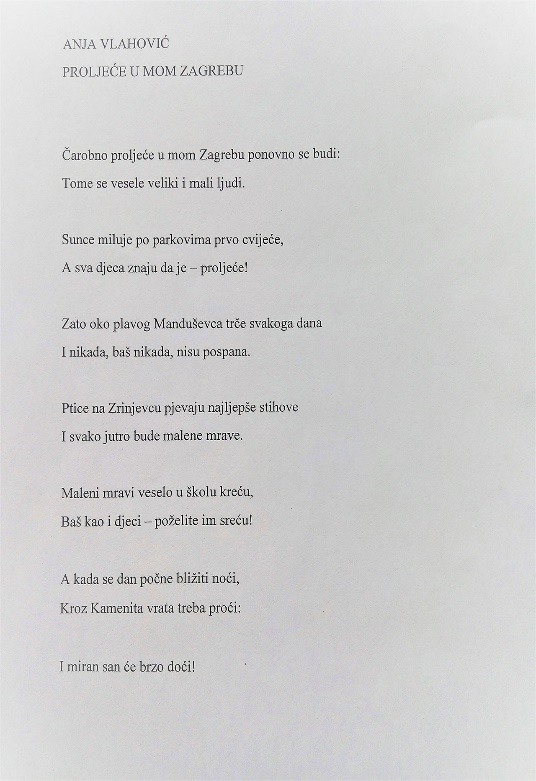 ANJA VLAHOVIĆ
PROLJEĆE U MOM ZAGREBU
Čarobno proljeće u mom Zagrebu ponovno se budi:
Tome se vesele veliki i mali ljudi.
Sunce miluje po parkovima prvo cvijeće,
A sva djeca znaju da je – proljeće!
Zato oko plavog Manduševca trče svakoga dana
I nikada, baš nikada, nisu pospana.
Ptice na Zrinjevcu pjevaju najljepše stihove
I svako jutro bude malene mrave.
Maleni mravi veselo u školu kreću,
Baš kao i djeci – poželite im sreću!
A kada se dan počne bližiti noći,
Kroz Kamenita vrata treba proći:
I miran san će brzo doći!